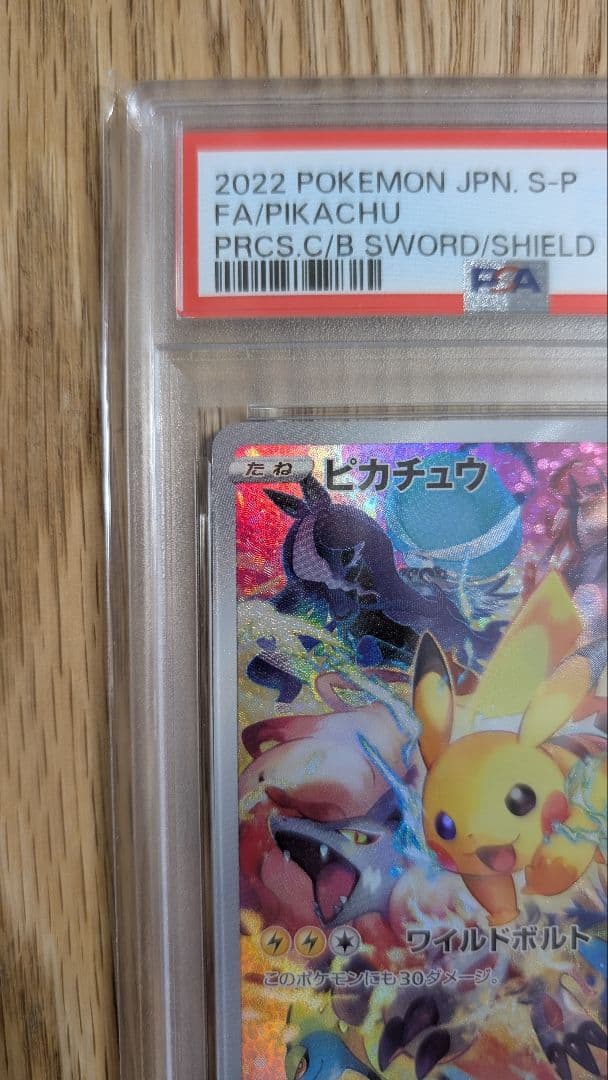 2022 POKEMON JPN. S-P
FA/PIKACHU
PRCS.C/B SWORD/SHIELD
PSA
たね ピカチュウ
ワイルドボルト
このポケモンにも30ダメージ。